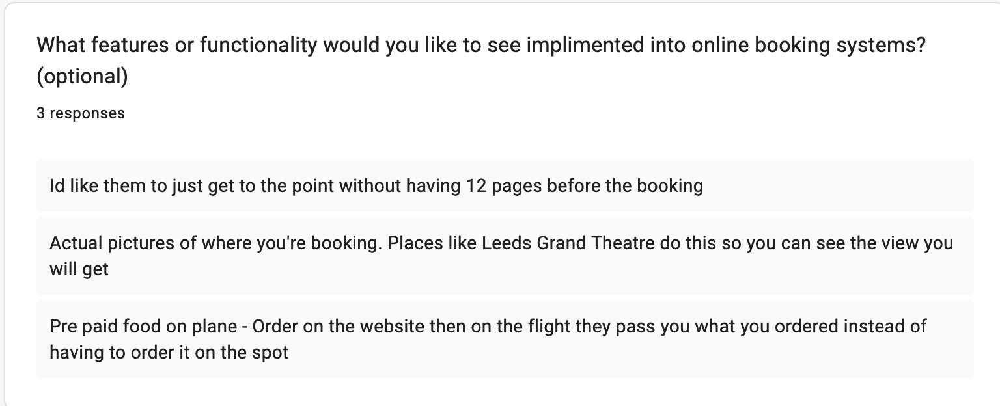 What features or functionality would you like to see implimented into online booking systems?
(optional)
3 responses
Id like them to just get to the point without having 12 pages before the booking
Actual pictures of where you're booking. Places like Leeds Grand Theatre do this so you can see the view you
will get
Pre paid food on plane - Order on the website then on the flight they pass you what you ordered instead of
having to order it on the spot